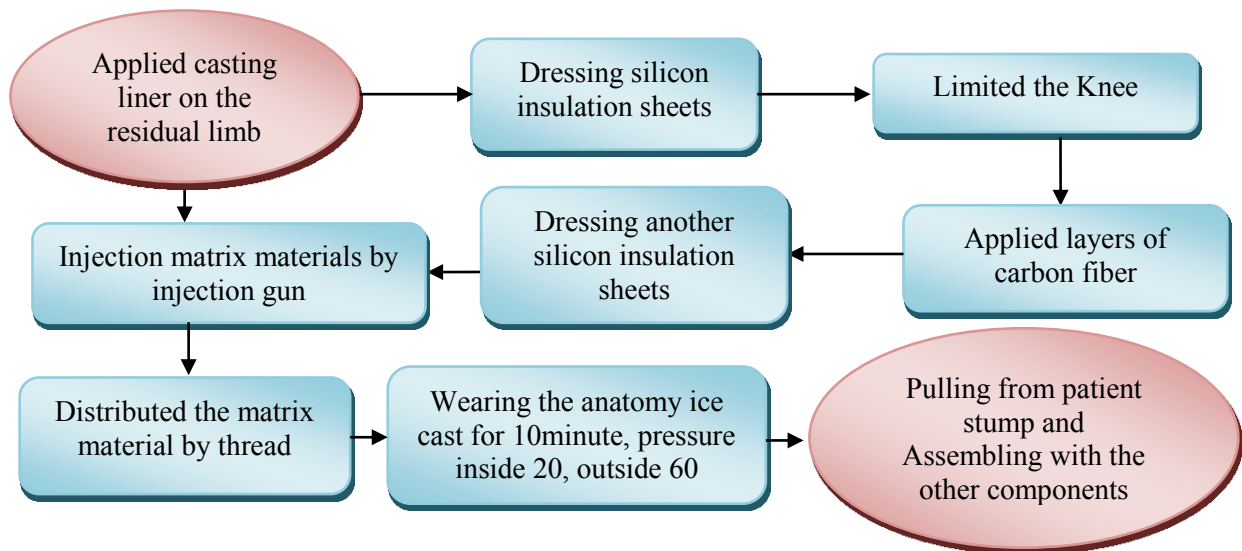 Applied casting
liner on the
residual limb
Dressing silicon
insulation sheets
Limited the Knee
Applied layers of
carbon fiber
Dressing another
silicon insulation
sheets
Injection matrix materials by
injection gun
Distributed the matrix
material by thread
Wearing the anatomy ice
cast for 10minute, pressure
inside 20, outside 60
Pulling from patient
stump and
Assembling with the
other components